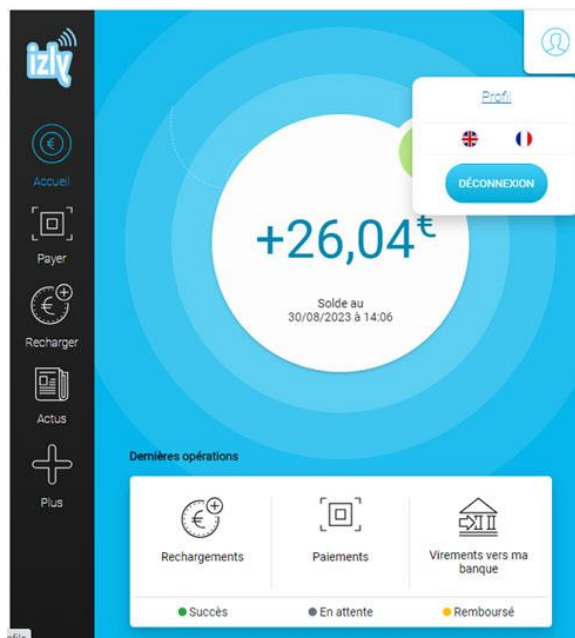 izly
Accueil
Payer
Recharger
Actus
Plus
Profil
DÉCONNEXION
+26,04€
Solde au
30/08/2023 à 14:06
Dernières opérations
Rechargements
Paiements
Virements vers ma
banque
Succès
En attente
Remboursé